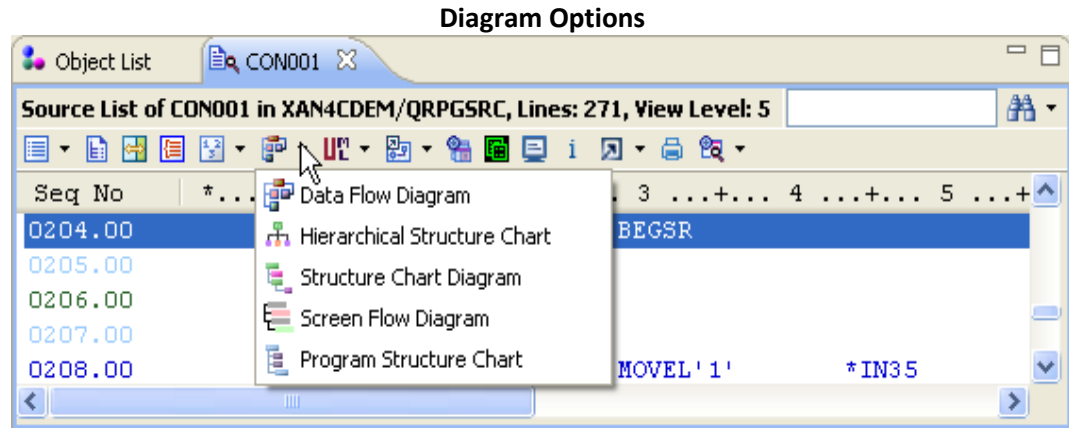 Diagram Options
Object List CON001
Source List of CON001 in XAN4CDEM/QRPGSRC, Lines: 271, View Level: 5
Seq No *... . 3 ...+... 4 ...+... 5 ...+
Data Flow Diagram
0204.00 BEGSR
Hierarchical Structure Chart
0205.00
Structure Chart Diagram
0206.00
Screen Flow Diagram
0207.00
Program Structure Chart
0208.00 MOVEL'1' *IN35